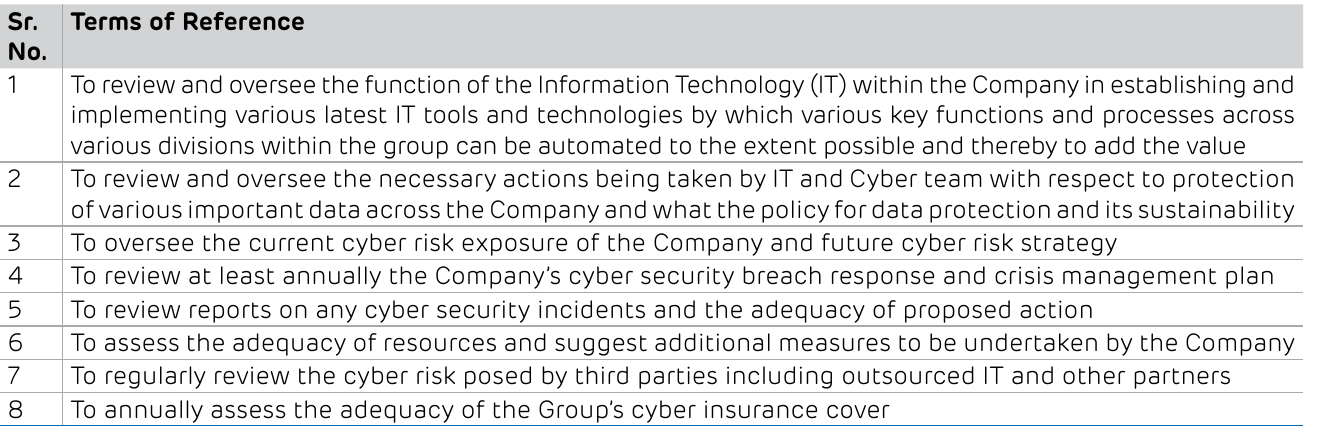 Sr. Terms of Reference
No.
1 To review and oversee the function of the Information Technology (IT) within the Company in establishing and
implementing various latest IT tools and technologies by which various key functions and processes across
various divisions within the group can be automated to the extent possible and thereby to add the value
2 To review and oversee the necessary actions being taken by IT and Cyber team with respect to protection
of various important data across the Company and what the policy for data protection and its sustainability
3 To oversee the current cyber risk exposure of the Company and future cyber risk strategy
4 To review at least annually the Company’s cyber security breach response and crisis management plan
5 To review reports on any cyber security incidents and the adequacy of proposed action
6 To assess the adequacy of resources and suggest additional measures to be undertaken by the Company
7 To regularly review the cyber risk posed by third parties including outsourced IT and other partners
8 To annually assess the adequacy of the Group’s cyber insurance cover